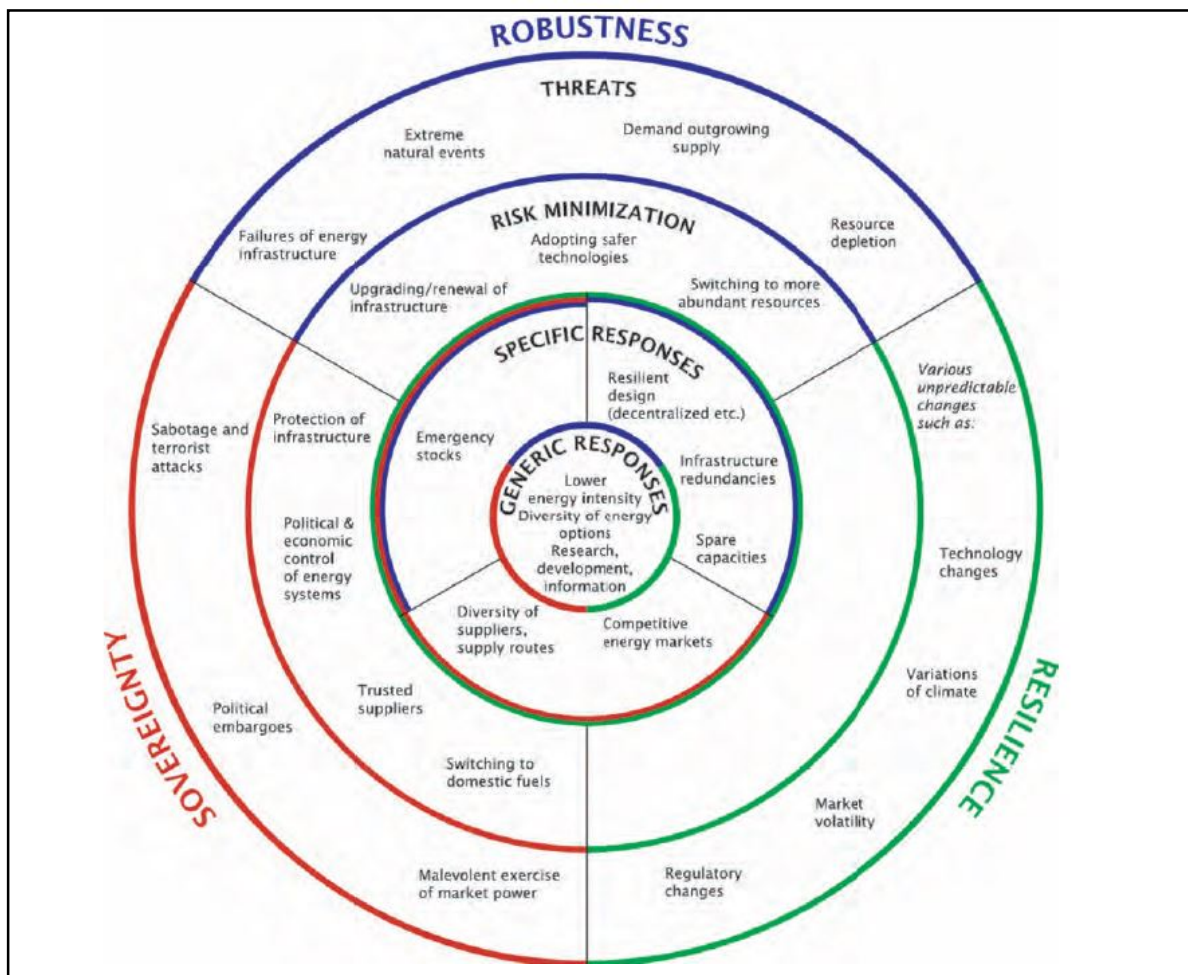 ROBUSTNESS
THREATS
Extreme
natural events
Demand outgrowing
supply
Failures of energy
infrastructure
Resource
depletion
RISK MINIMIZATION
Adopting safer
technologies
Upgrading/renewal of
infrastructure
Switching to more
abundant resources
SPECIFIC RESPONSES
Resilient
design
(decentralized etc.)
Various
unpredictable
changes
such as:
Sabotage and
terrorist
attacks
Protection of
infrastructure
Emergency
stocks
GENERIC RESPONSES
Lower
energy intensity
Diversity of energy
options
Research,
development,
information
Infrastructure
redundancies
Spare
capacities
Political &
economic
control
of energy
systems
Technology
changes
Diversity of
suppliers,
supply routes
Competitive
energy markets
SOVEREIGNTY
RESILIENCE
Trusted
suppliers
Variations
of climate
Political
embargoes
Switching to
domestic fuels
Market
volatility
Malevolent exercise
of market power
Regulatory
changes